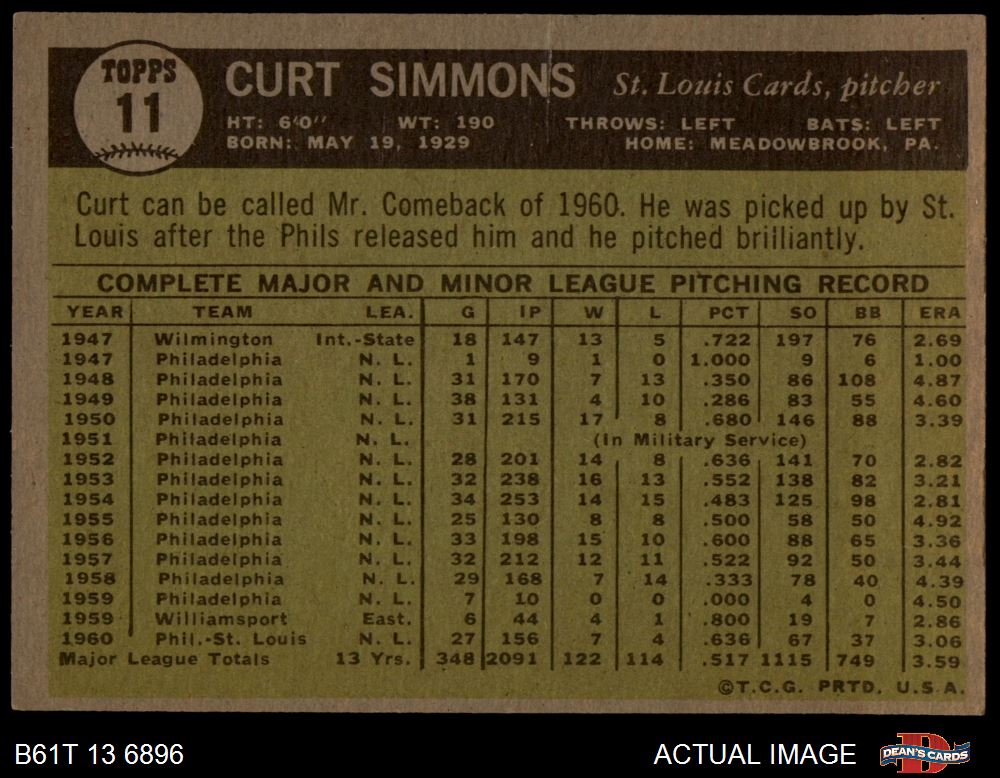 TOPPS
11
CURT SIMMONS St. Louis Cards, pitcher
HT: 6'0" WT: 190 THROWS: LEFT BATS: LEFT
BORN: MAY 19, 1929 HOME: MEADOWBROOK, PA.
Curt can be called Mr. Comeback of 1960. He was picked up by St.
Louis after the Phils released him and he pitched brilliantly.
COMPLETE MAJOR AND MINOR LEAGUE PITCHING RECORD
YEAR TEAM LEA. G IP W L PCT SO BB ERA
1947 Wilmington Int.-State 18 147 13 5 .722 197 76 2.69
1947 Philadelphia N. L. 1 9 1 0 1.000 9 6 1.00
1948 Philadelphia N. L. 31 170 7 13 .350 86 108 4.87
1949 Philadelphia N. L. 38 131 4 10 .286 83 55 4.60
1950 Philadelphia N. L. 31 215 17 8 .680 146 88 3.39
1951 Philadelphia N. L. (In Military Service)
1952 Philadelphia N. L. 28 201 14 8 .636 141 70 2.82
1953 Philadelphia N. L. 32 238 16 13 .552 138 82 3.21
1954 Philadelphia N. L. 34 253 14 15 .483 125 98 2.81
1955 Philadelphia N. L. 25 130 8 8 .500 58 50 4.92
1956 Philadelphia N. L. 33 198 15 10 .600 88 65 3.36
1957 Philadelphia N. L. 32 212 12 11 .522 92 50 3.44
1958 Philadelphia N. L. 29 168 7 14 .333 78 40 4.39
1959 Philadelphia N. L. 7 10 0 0 .000 4 0 4.50
1959 Williamsport East. 6 44 4 1 .800 19 7 2.86
1960 Phil.-St. Louis N. L. 27 156 7 4 .636 67 37 3.06
Major League Totals 13 Yrs. 348 2091 122 114 .517 1115 749 3.59
©T.C.G. PRTD. U.S.A.
B61T 13 6896 ACTUAL IMAGE DEAN'S CARDS